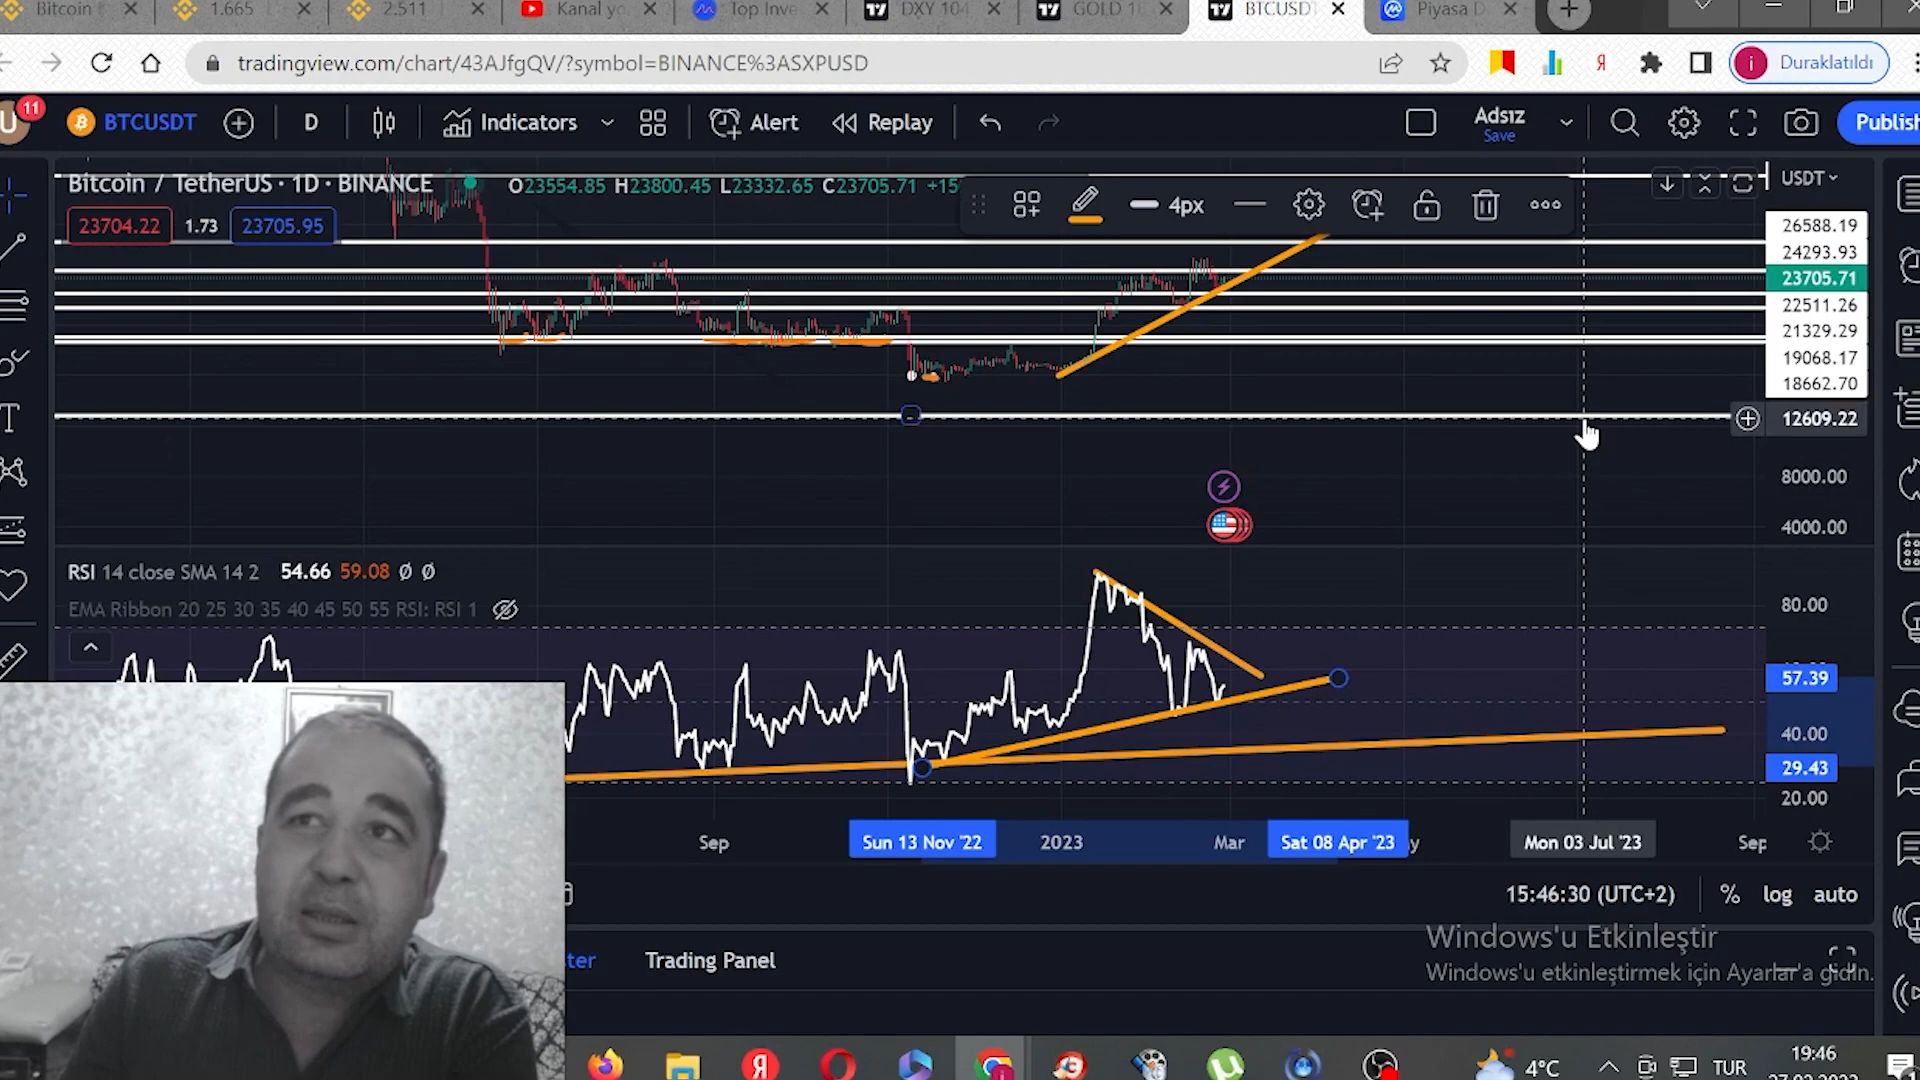 Bitcoin F
1.665
2.511
Kanal yo
Top Inve
DXY 104
GOLD 18
BTCUSDT
Piyasa D
tradingview.com/chart/43AJfgQV/?symbol=BINANCE%3ASXPUSD
Duraklatıldı
U 11
BTCUSDT
D
Indicators
Alert
Replay
Adsız
Save
Publish
Bitcoin / TetherUS · 1D · BINANCE O23554.85 H23800.45 L23332.65 C23705.71 +15
USDT
4px
23704.22 1.73 23705.95
26588.19
24293.93
23705.71
22511.26
21329.29
19068.17
18662.70
12609.22
8000.00
4000.00
RSI 14 close SMA 14 2 54.66 59.08 Ø Ø
EMA Ribbon 20 25 30 35 40 45 50 55 RSI: RSI 1
80.00
57.39
40.00
29.43
20.00
Sep
Sun 13 Nov '22
2023
Mar
Sat 08 Apr '23
y
Mon 03 Jul '23
Sep
15:46:30 (UTC+2)
% log auto
Windows'u Etkinleştir
Windows'u etkinleştirmek için Ayarlar'a gidin.
ter
Trading Panel
4°C
TUR
19:46